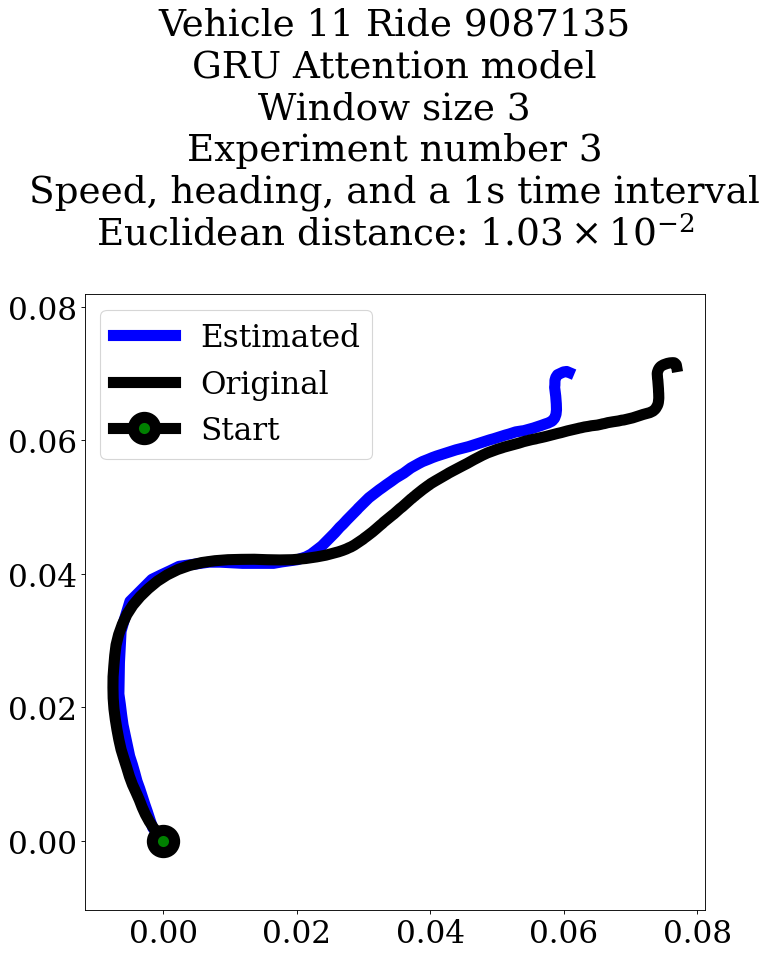 Vehicle 11 Ride 9087135
GRU Attention model
Window size 3
Experiment number 3
Speed, heading, and a 1s time interval
Euclidean distance: 1.03 × 10⁻²
0.08
Estimated
Original
Start
0.06
0.04
0.02
0.00
0.00 0.02 0.04 0.06 0.08